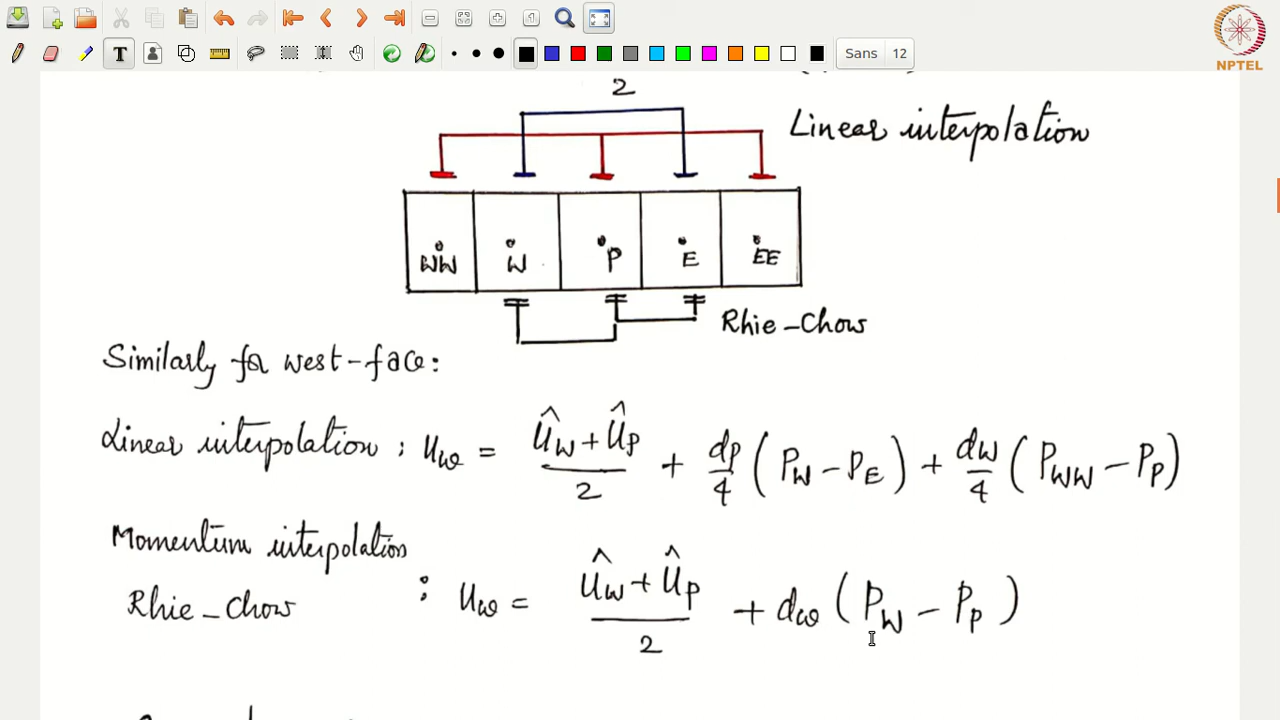 Sans 12
NPTEL
2
Linear interpolation
WW W P E EE
Rhie-Chow
Similarly for west-face:
Linear interpolation : u_w = (û_W + û_P)/2 + d_P/4 (P_W − P_E) + d_W/4 (P_WW − P_P)
Momentum interpolation
Rhie-Chow : u_w = (û_W + û_P)/2 + d_w (P_W − P_P)